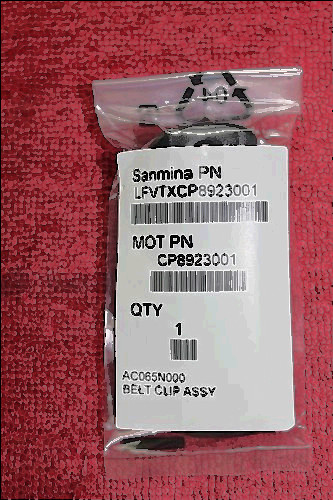 Sanmina PN
LFVTXCP8923001
MOT PN
CP8923001
QTY
1
AC065N000
BELT CLIP ASSY